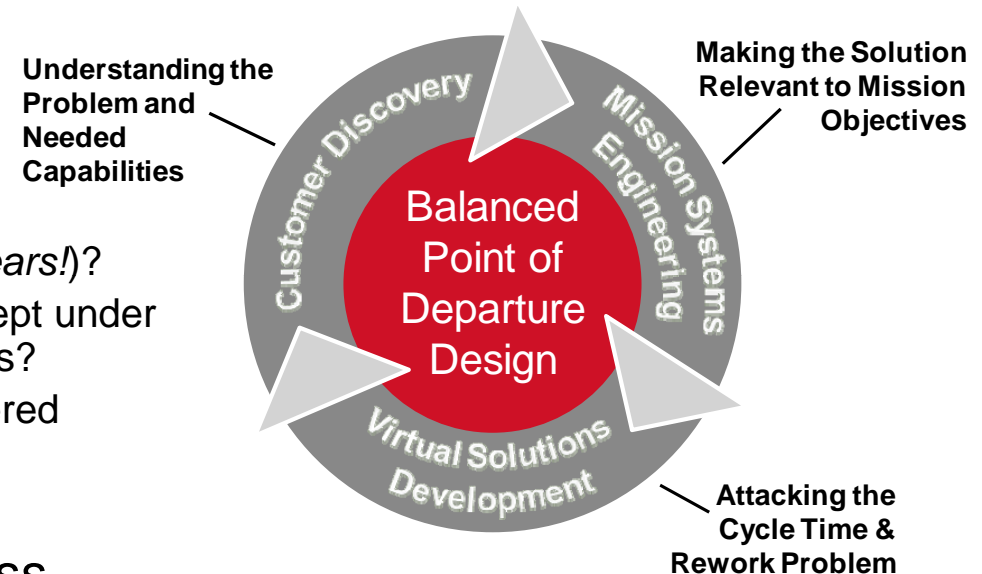 Understanding the
Problem and
Needed
Capabilities
Making the Solution
Relevant to Mission
Objectives
Customer Discovery
Mission Systems
Engineering
Balanced
Point of
Departure
Design
Virtual Solutions
Development
Attacking the
Cycle Time &
Rework Problem
ears!)?
ept under
s?
red
ss